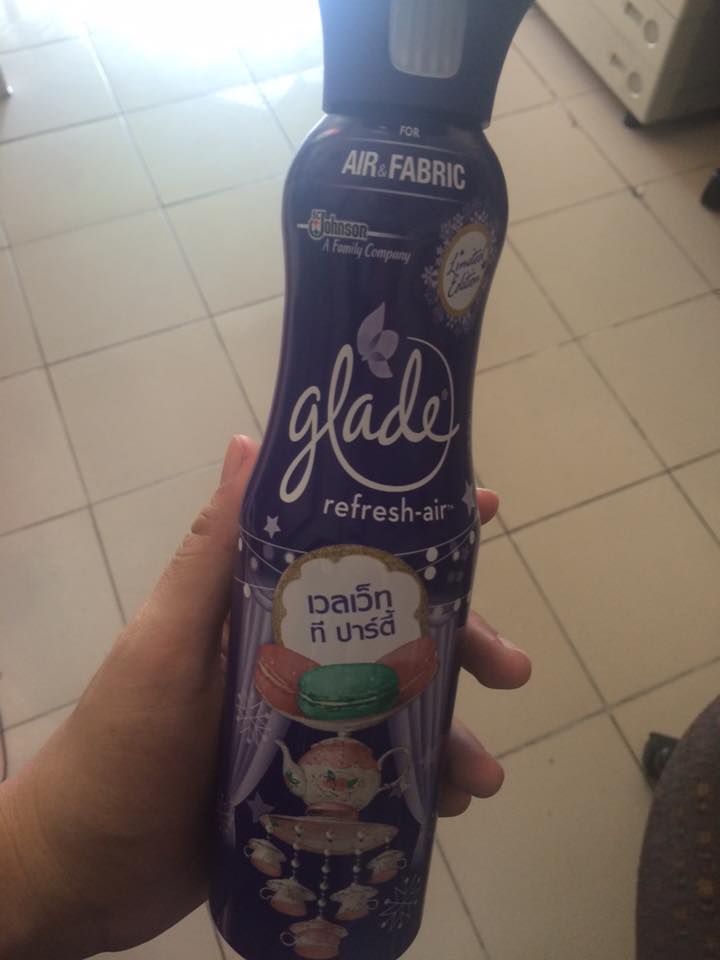 FOR
AIR & FABRIC
SC Johnson
A Family Company
Limited
Edition
glade®
refresh-air™
เวลเว็ท
ที ปาร์ตี้